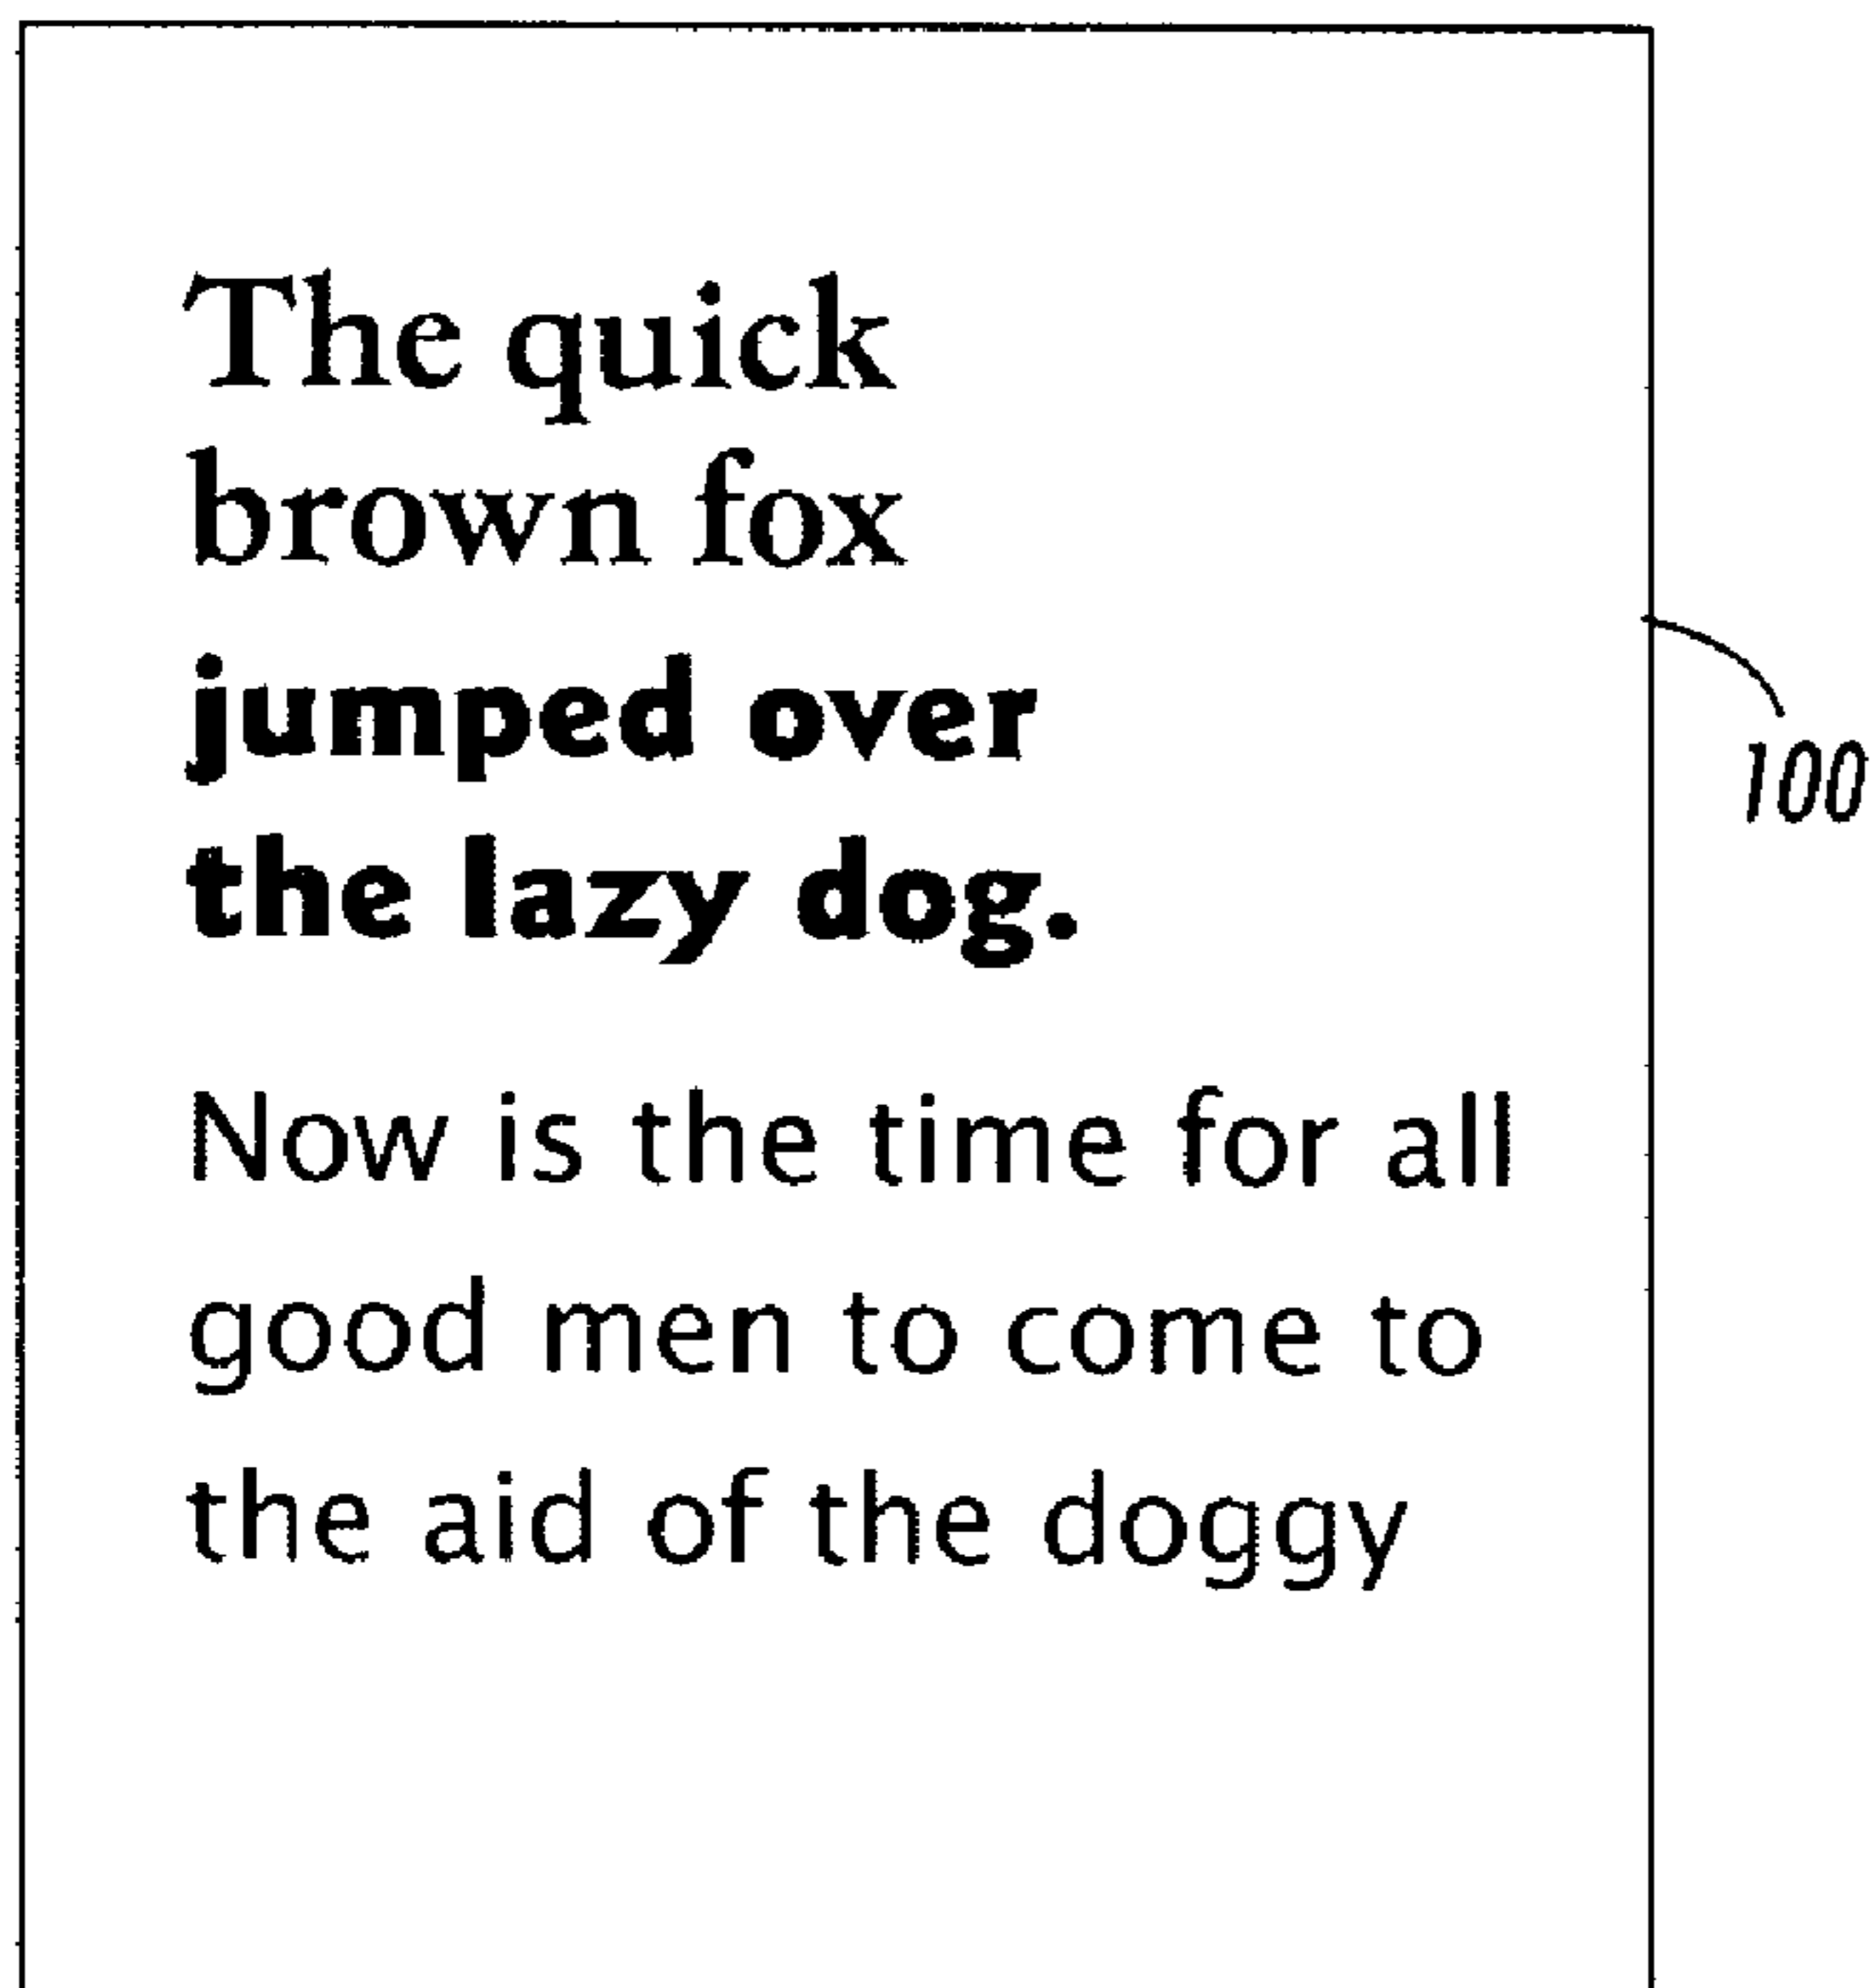 The quick
brown fox
jumped over
the lazy dog.
100
Now is the time for all
good men to come to
the aid of the doggy